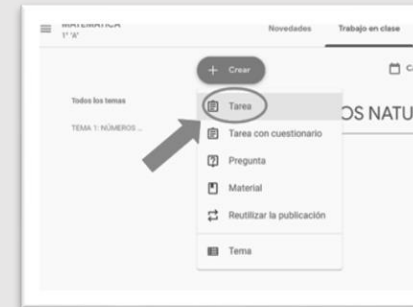 MATEMÁTICA
1° 'A'
Novedades
Trabajo en clase
+ Crear
Todos los temas
TEMA 1: NÚMEROS ...
Tarea
Tarea con cuestionario
Pregunta
Material
Reutilizar la publicación
Tema
OS NATU